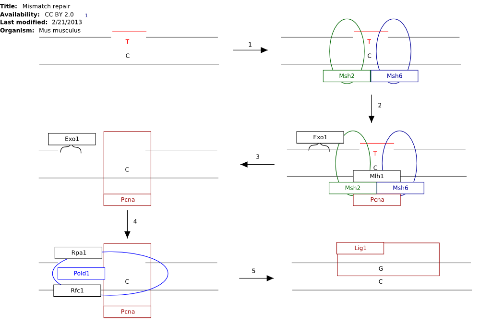 Title: Mismatch repair
Availability: CC BY 2.0
Last modified: 2/21/2013
Organism: Mus musculus
T
C
1
T
C
Msh2
Msh6
2
Exo1
T
C
Mlh1
Msh2
Msh6
Pcna
3
Exo1
C
Pcna
4
Rpa1
Pold1
Rfc1
C
Pcna
5
Lig1
G
C